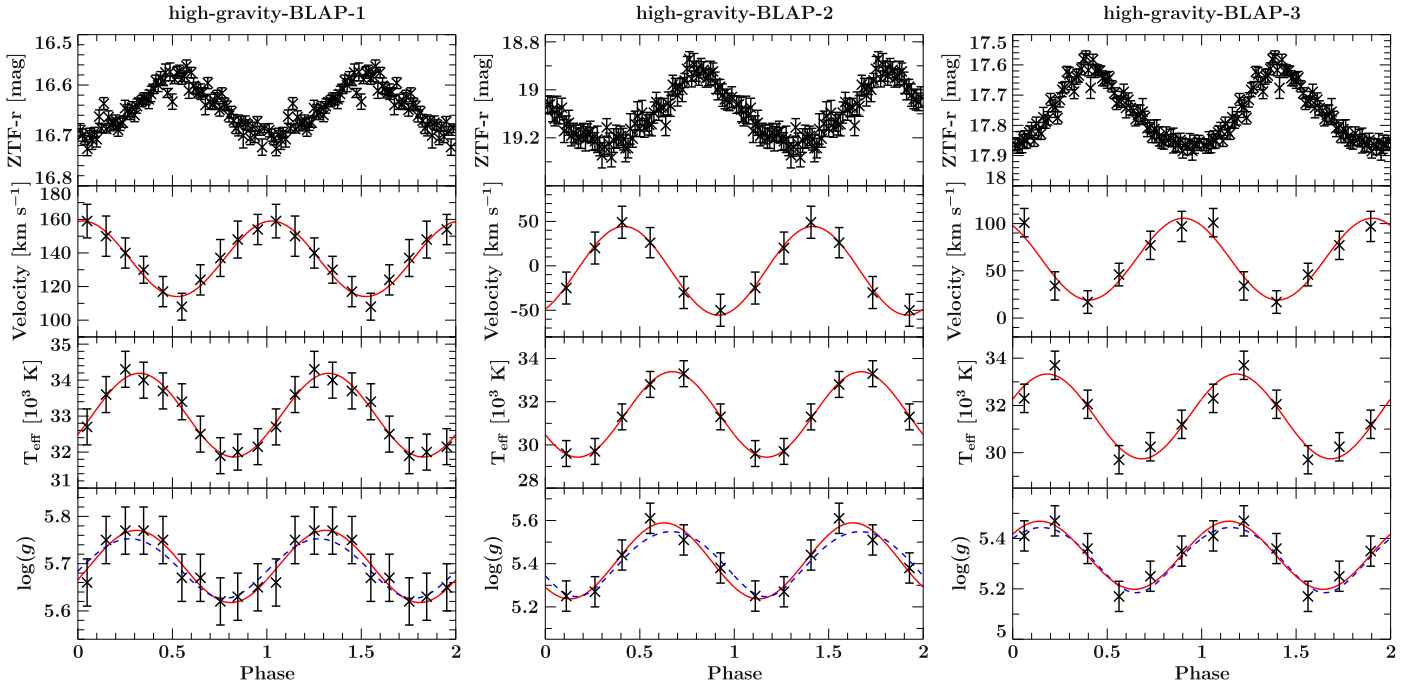 high-gravity-BLAP-1
high-gravity-BLAP-2
high-gravity-BLAP-3
ZTF-r [mag]
16.5
16.6
16.7
16.8
ZTF-r [mag]
18.8
19
19.2
ZTF-r [mag]
17.5
17.6
17.7
17.8
17.9
18
Velocity [km s⁻¹]
180
160
140
120
100
Velocity [km s⁻¹]
50
0
-50
Velocity [km s⁻¹]
100
50
0
T_eff [10³ K]
35
34
33
32
31
T_eff [10³ K]
34
32
30
28
T_eff [10³ K]
34
32
30
log(g)
5.8
5.7
5.6
log(g)
5.6
5.4
5.2
log(g)
5.4
5.2
5
0 0.5 1 1.5 2
0 0.5 1 1.5 2
0 0.5 1 1.5 2
Phase
Phase
Phase